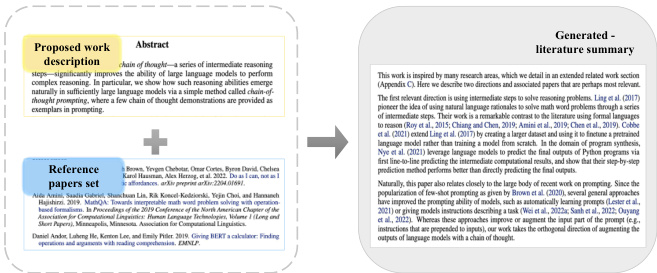 Proposed work
description
Abstract
chain of thought—a series of intermediate reasoning
steps—significantly improves the ability of large language models to perform
complex reasoning. In particular, we show how such reasoning abilities emerge
naturally in sufficiently large language models via a simple method called chain-of-
thought prompting, where a few chain of thought demonstrations are provided as
exemplars in prompting.
Reference
papers set
Brown, Yevgen Chebotar, Omar Cortes, Byron David, Chelsea
Karol Hausman, Alex Herzog, et al. 2022. Do as I can, not as I
affordances. arXiv preprint arXiv:2204.01691.
Aida Amini, Saadia Gabriel, Shanchuan Lin, Rik Koncel-Kedziorski, Yejin Choi, and Hannaneh
Hajishirzi. 2019. MathQA: Towards interpretable math word problem solving with operation-
based formalisms. In Proceedings of the 2019 Conference of the North American Chapter of the
Association for Computational Linguistics: Human Language Technologies, Volume 1 (Long and
Short Papers), Minneapolis, Minnesota. Association for Computational Linguistics.
Daniel Andor, Luheng He, Kenton Lee, and Emily Pitler. 2019. Giving BERT a calculator: Finding
operations and arguments with reading comprehension. EMNLP.
Generated -
literature summary
This work is inspired by many research areas, which we detail in an extended related work section
(Appendix C). Here we describe two directions and associated papers that are perhaps most relevant.
The first relevant direction is using intermediate steps to solve reasoning problems. Ling et al. (2017)
pioneer the idea of using natural language rationales to solve math word problems through a
series of intermediate steps. Their work is a remarkable contrast to the literature using formal languages
to reason (Roy et al., 2015; Chiang and Chen, 2019; Amini et al., 2019; Chen et al., 2019). Cobbe
et al. (2021) extend Ling et al. (2017) by creating a larger dataset and using it to finetune a pretrained
language model rather than training a model from scratch. In the domain of program synthesis,
Nye et al. (2021) leverage language models to predict the final outputs of Python programs via
first line-to-line predicting the intermediate computational results, and show that their step-by-step
prediction method performs better than directly predicting the final outputs.
Naturally, this paper also relates closely to the large body of recent work on prompting. Since the
popularization of few-shot prompting as given by Brown et al. (2020), several general approaches
have improved the prompting ability of models, such as automatically learning prompts (Lester et
al., 2021) or giving models instructions describing a task (Wei et al., 2022a; Sanh et al., 2022; Ouyang
et al., 2022). Whereas these approaches improve or augment the input part of the prompt (e.g.,
instructions that are prepended to inputs), our work takes the orthogonal direction of augmenting the
outputs of language models with a chain of thought.